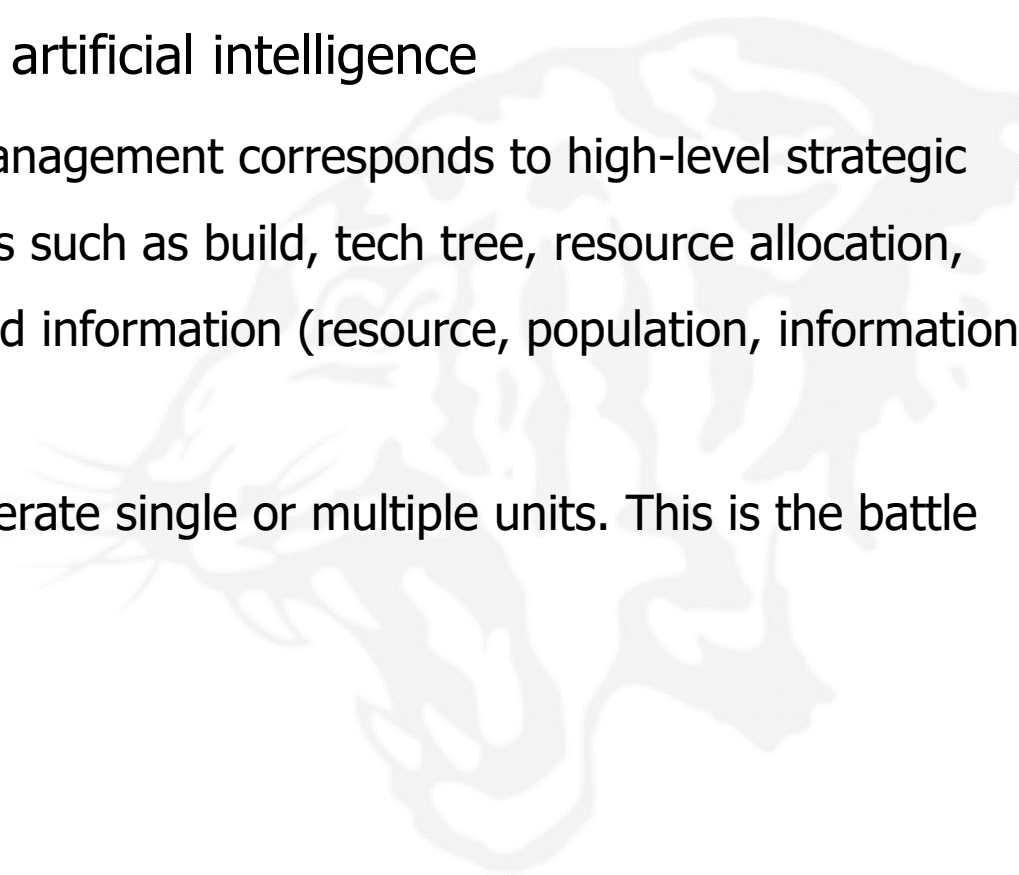 artificial intelligence
anagement corresponds to high-level strategic
s such as build, tech tree, resource allocation,
d information (resource, population, information
erate single or multiple units. This is the battle